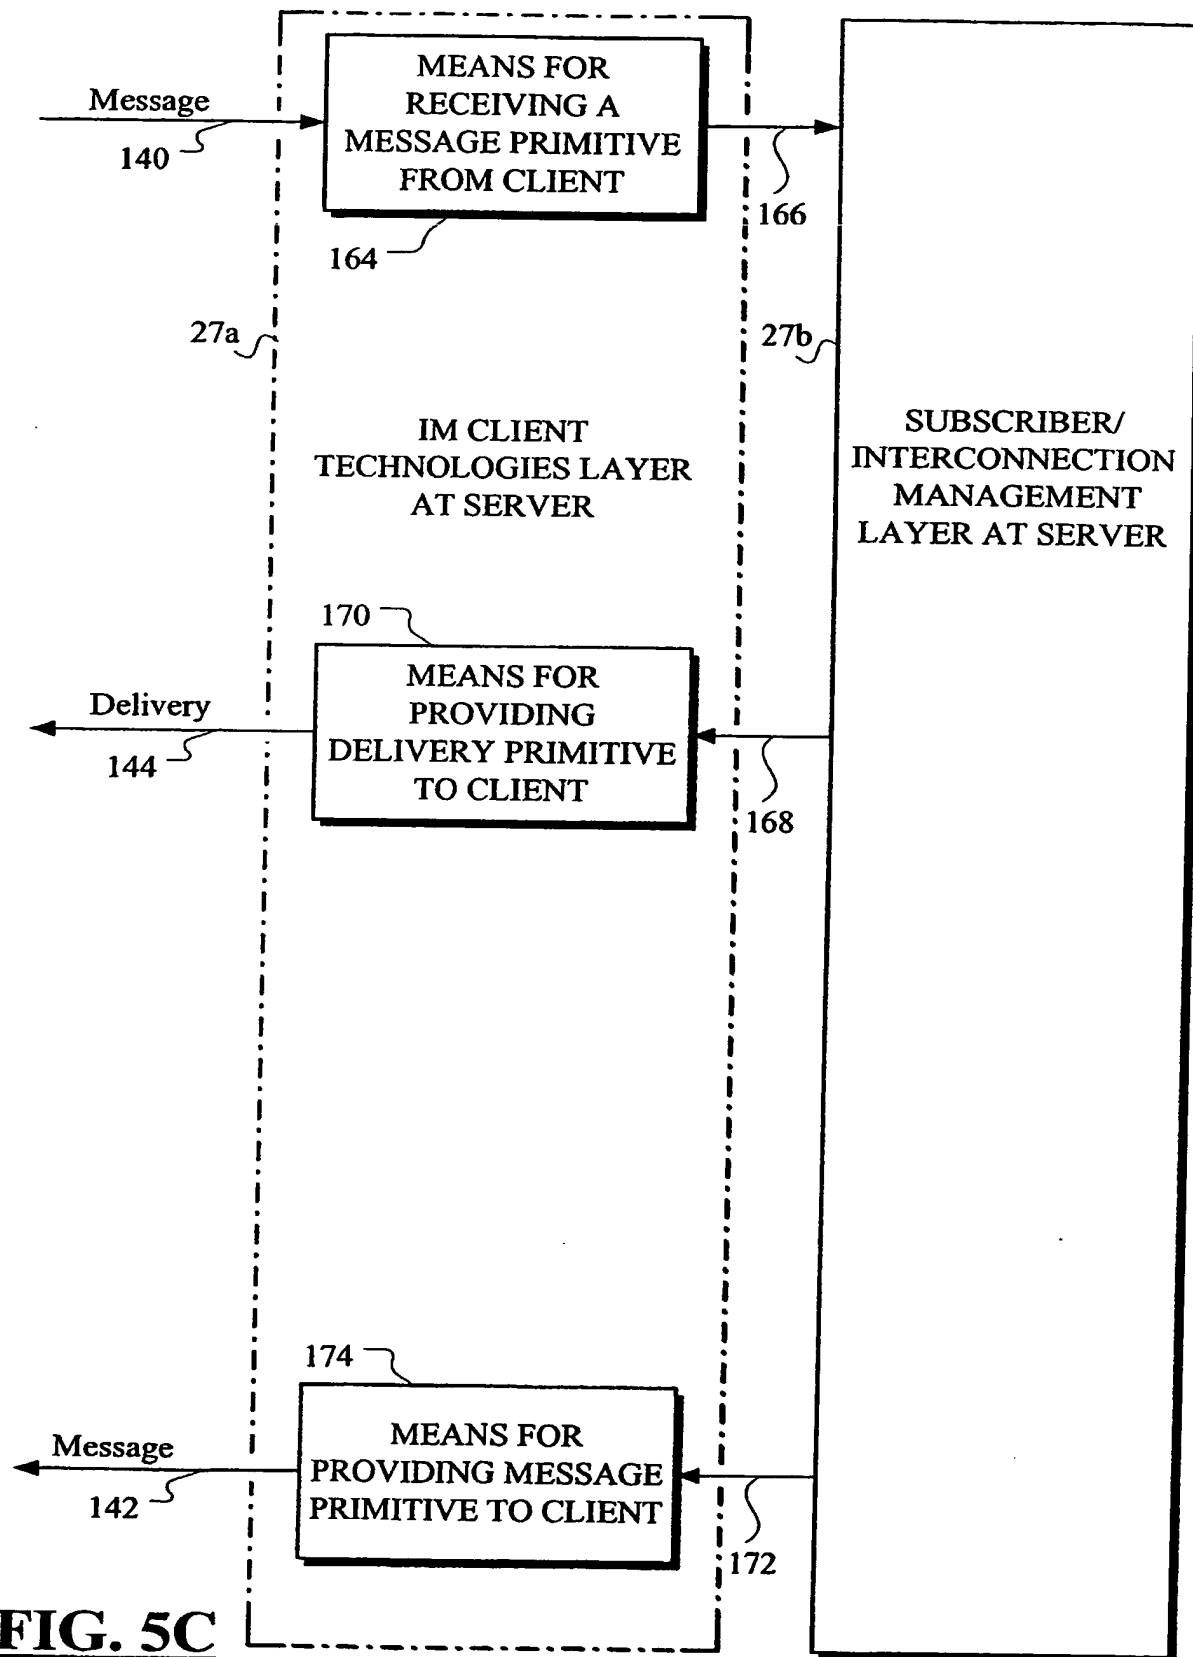 MEANS FOR
RECEIVING A
MESSAGE PRIMITIVE
FROM CLIENT
Message
140
166
164
27a
27b
IM CLIENT
TECHNOLOGIES LAYER
AT SERVER
SUBSCRIBER/
INTERCONNECTION
MANAGEMENT
LAYER AT SERVER
170
MEANS FOR
PROVIDING
DELIVERY PRIMITIVE
TO CLIENT
Delivery
144
168
174
MEANS FOR
PROVIDING MESSAGE
PRIMITIVE TO CLIENT
Message
142
172
FIG. 5C